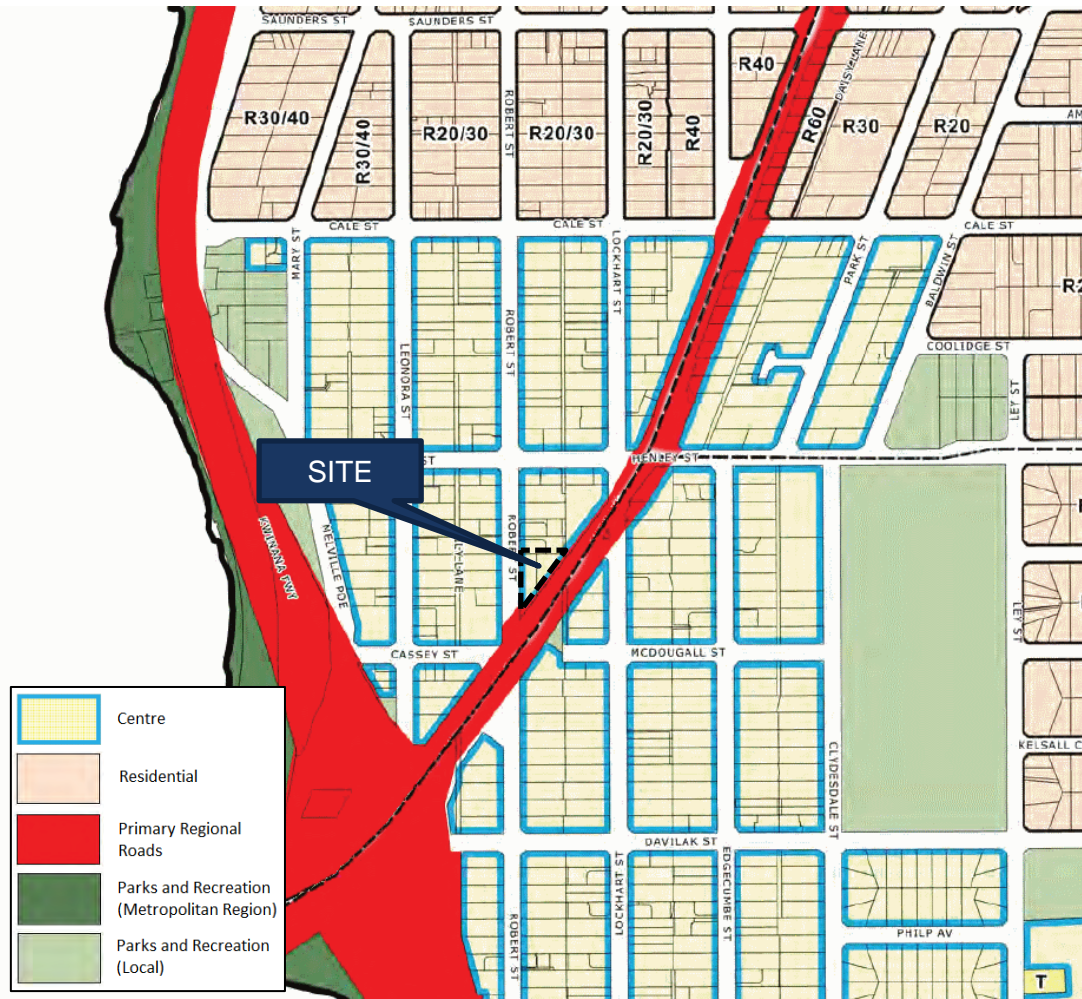 SAUNDERS ST
SAUNDERS ST
DAISY LANE
R40
R30/40
R30/40
R20/30
ROBERT ST
R20/30
R20/30
R40
R60
R30
R20
CALE ST
CALE ST
CALE ST
MARY ST
LOCKHART ST
PARK ST
BALDWIN ST
LEONORA ST
ROBERT ST
COOLIDGE ST
LEY ST
ST
HENLEY ST
SITE
KWINANA FWY
MELVILLE PDE
LANE
ROBERT ST
LEY ST
CASSEY ST
MCDOUGALL ST
KELSALL C
CLYDESDALE ST
DAVILAK ST
LOCKHART ST
EDGECUMBE ST
ROBERT ST
PHILP AV
T
Centre
Residential
Primary Regional
Roads
Parks and Recreation
(Metropolitan Region)
Parks and Recreation
(Local)